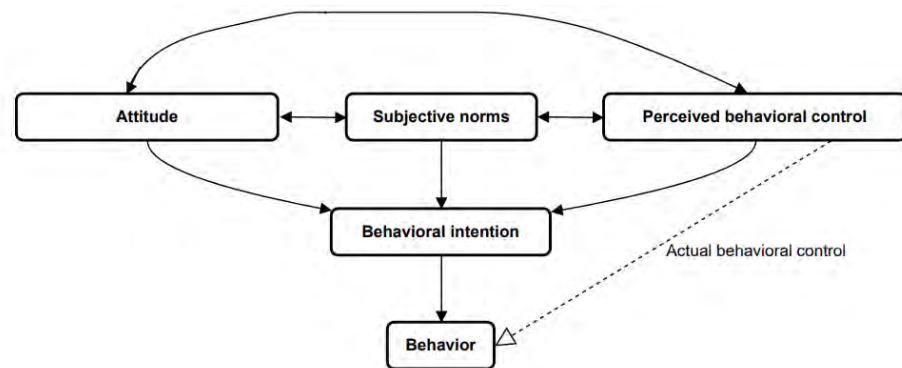 Attitude
Subjective norms
Perceived behavioral control
Behavioral intention
Actual behavioral control
Behavior